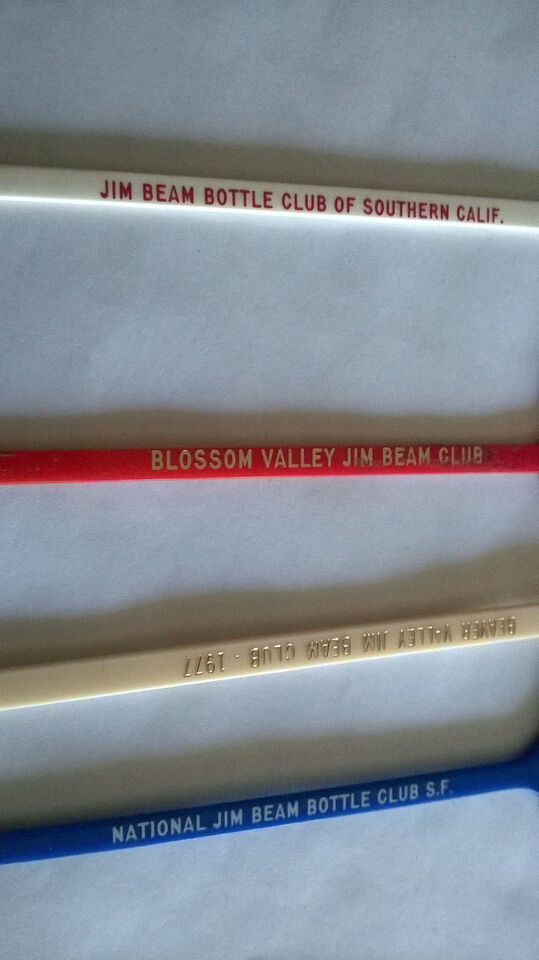 JIM BEAM BOTTLE CLUB OF SOUTHERN CALIF.
BLOSSOM VALLEY JIM BEAM CLUB
BEAVER VALLEY JIM BEAM CLUB · 1977
NATIONAL JIM BEAM BOTTLE CLUB S.F.